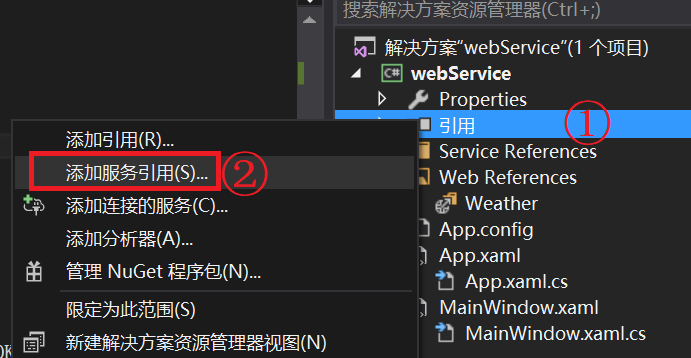 搜索解决方案资源管理器(Ctrl+;)
解决方案"webService"(1 个项目)
C# webService
Properties
引用
①
Service References
Web References
Weather
App.config
App.xaml
App.xaml.cs
MainWindow.xaml
MainWindow.xaml.cs
添加引用(R)...
添加服务引用(S)...
②
添加连接的服务(C)...
添加分析器(A)...
管理 NuGet 程序包(N)...
限定为此范围(S)
新建解决方案资源管理器视图(N)
OK